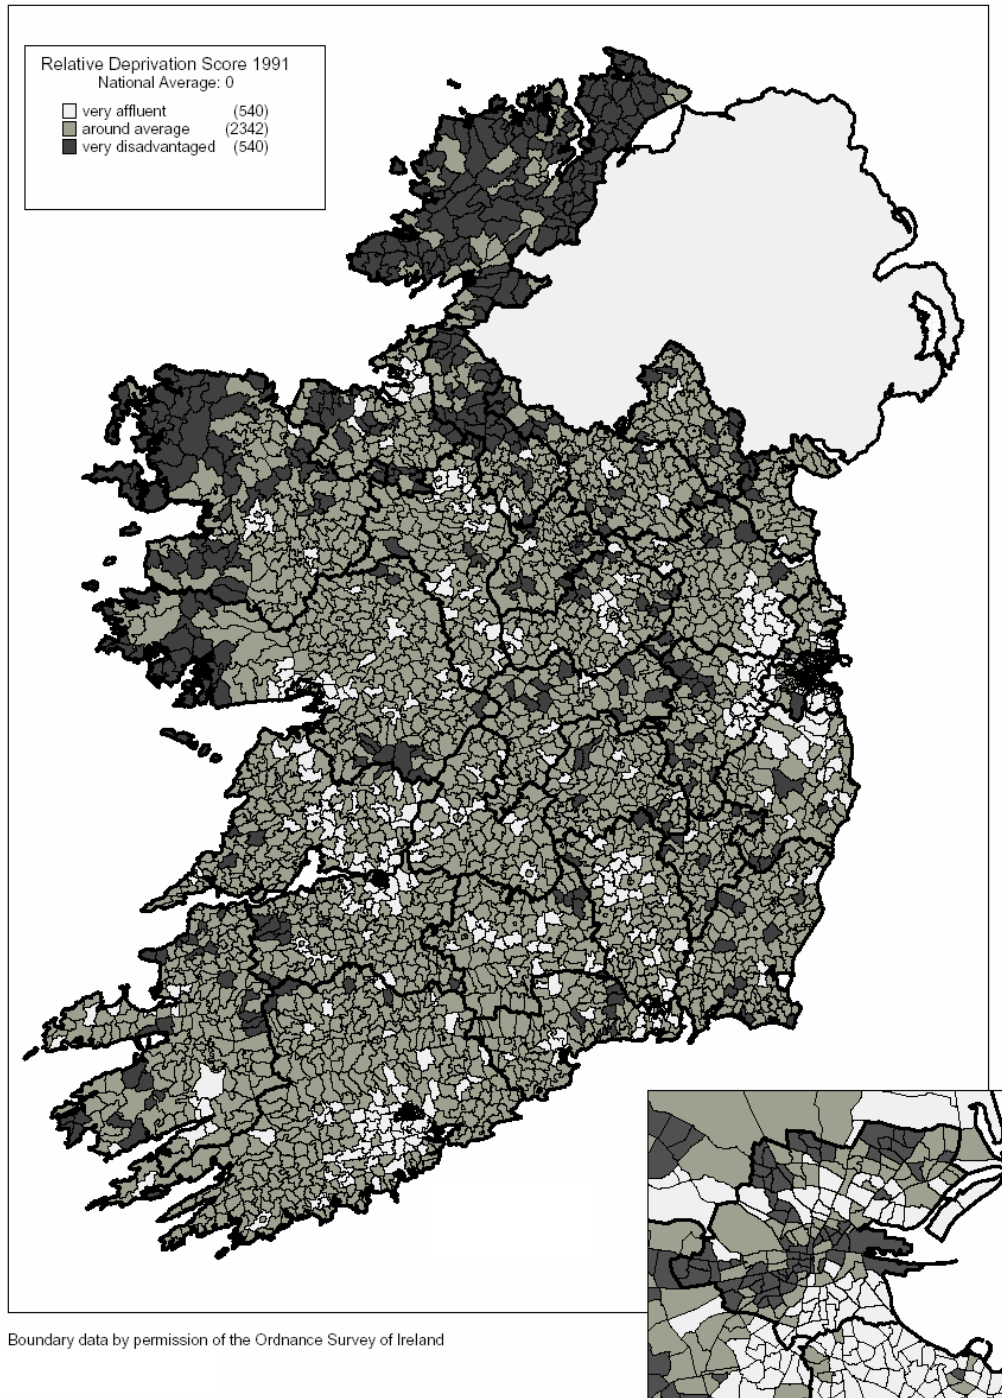 Relative Deprivation Score 1991
National Average: 0
very affluent (540)
around average (2342)
very disadvantaged (540)
Boundary data by permission of the Ordnance Survey of Ireland